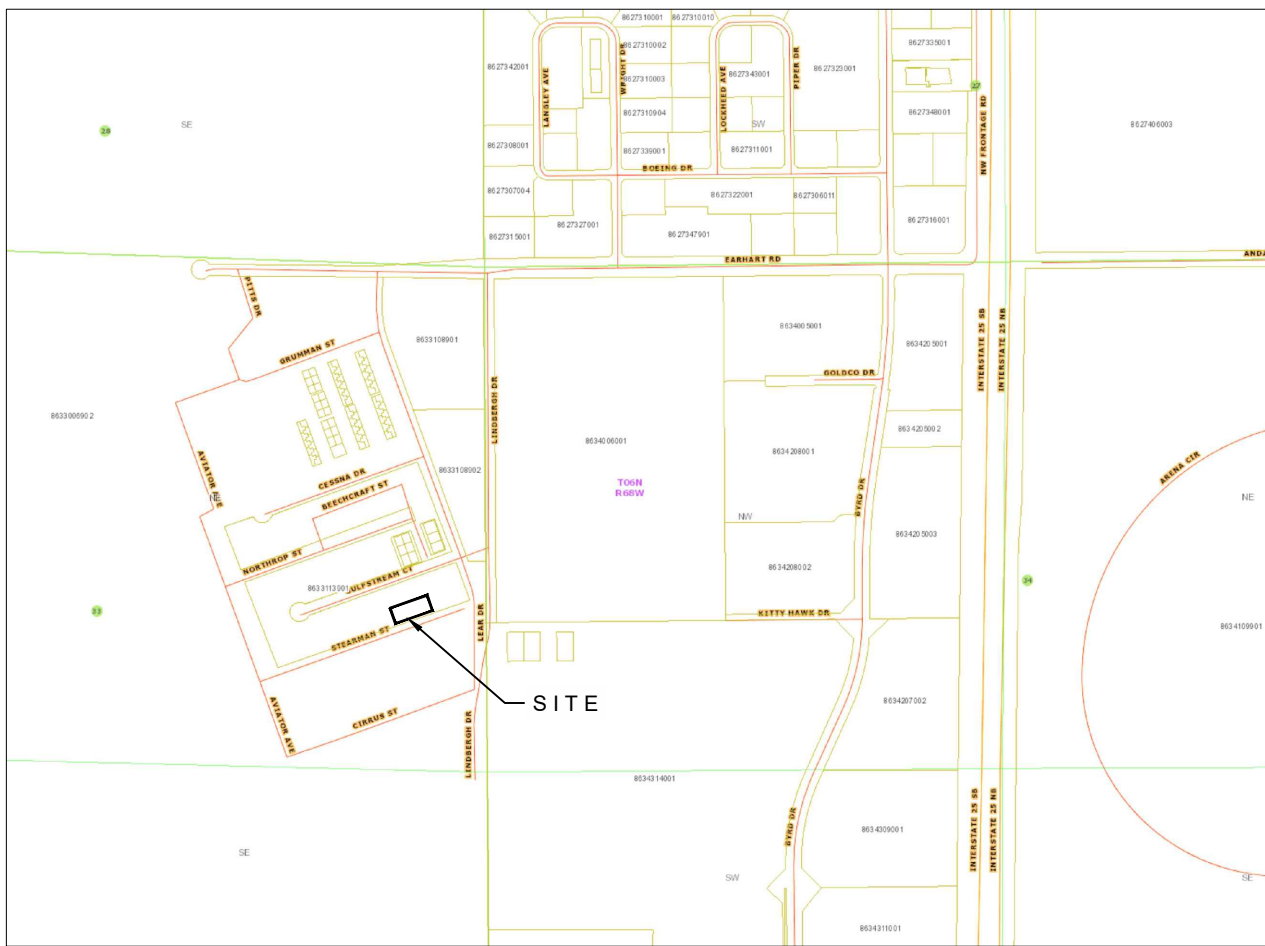 8627310001 8627310010
8627310002
8627335001
8627342001
LANGLEY AVE
WRIGHT DR
8627310003
LOCKHEED AVE
8627343001
PIPER DR
8627323001
27
NW FRONTAGE RD
28
SE
8627310904
SW
8627348001
8627406003
8627308001
8627339001
8627311001
BOEING DR
8627307004
8627322001
8627306011
8627327001
8627316001
8627315001
8627347901
EARHART RD
PITTS DR
8634005001
GRUMMAN ST
8633108901
8634205001
INTERSTATE 25 SB
INTERSTATE 25 NB
GOLDCO DR
LINDBERGH DR
8633006902
8634205002
8634006001
8634208001
AVIATOR AVE
NE
CESSNA DR
8633108902
T06N
R68W
BYRD DR
ARENA CIR
NE
BEECHCRAFT ST
NW
8634205003
NORTHROP ST
8634208002
8633113901
ULFSTREAM CT
34
33
KITTY HAWK DR
LEAR DR
8634109901
STEARMAN ST
SITE
8634207002
AVIATOR AVE
CIRRUS ST
LINDBERGH DR
8634314001
BYRD DR
INTERSTATE 25 SB
INTERSTATE 25 NB
8634309001
SE
SW
SE
8634311001